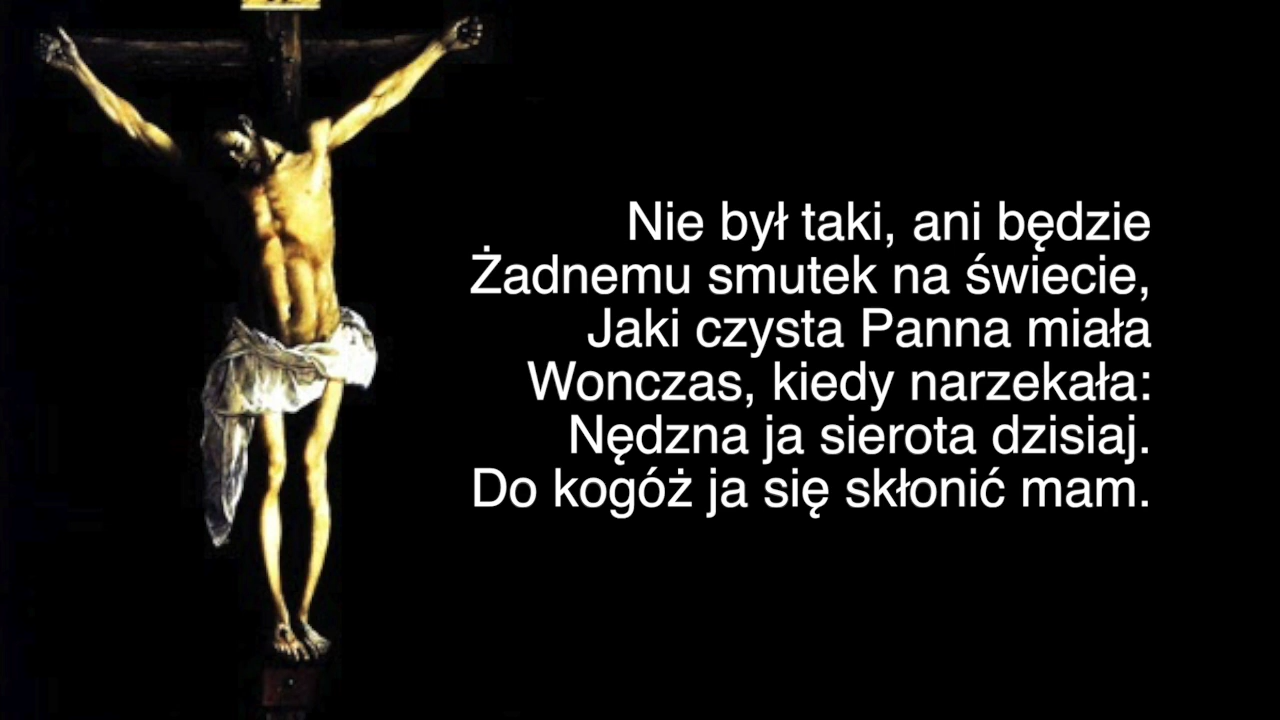 Nie był taki, ani będzie
Żadnemu smutek na świecie,
Jaki czysta Panna miała
Wonczas, kiedy narzekała:
Nędzna ja sierota dzisiaj.
Do kogóż ja się skłonić mam.